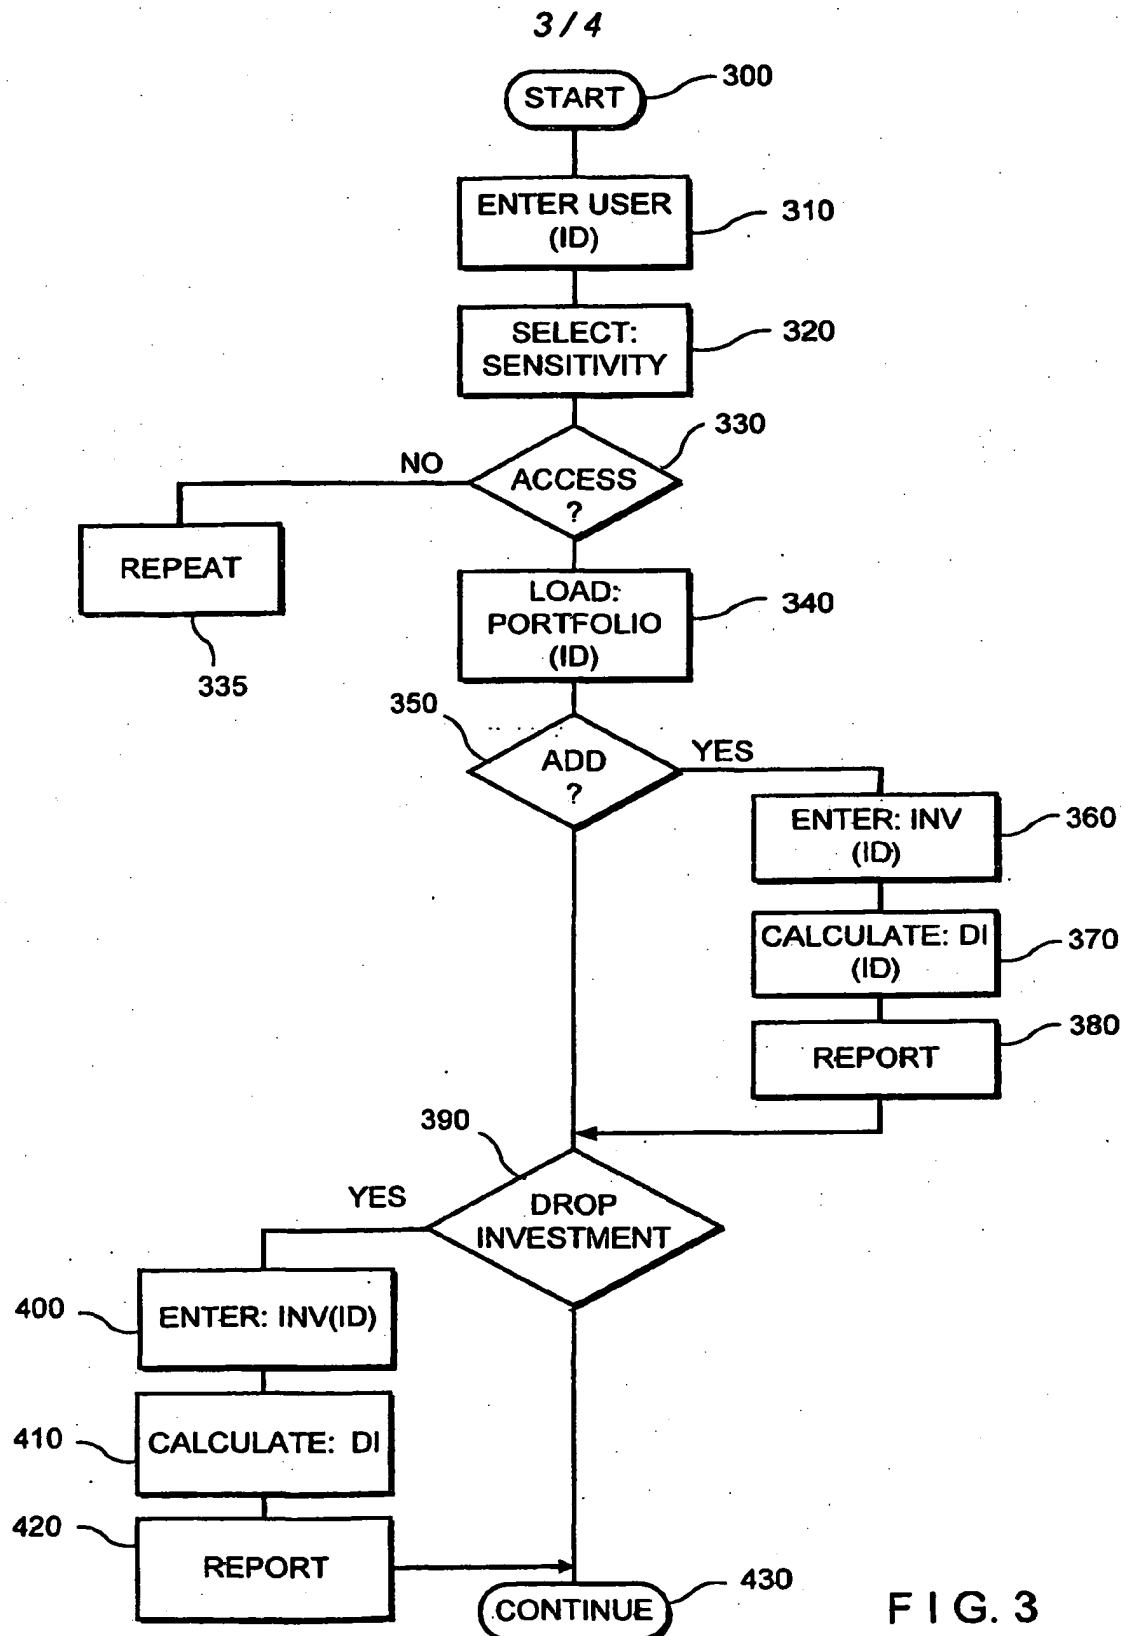 3/4
START
300
ENTER USER
(ID)
310
SELECT:
SENSITIVITY
320
330
NO
ACCESS
?
REPEAT
335
LOAD:
PORTFOLIO
(ID)
340
350
ADD
?
YES
ENTER: INV
(ID)
360
CALCULATE: DI
(ID)
370
REPORT
380
390
YES
DROP
INVESTMENT
400
ENTER: INV(ID)
410
CALCULATE: DI
420
REPORT
CONTINUE
430
FIG. 3